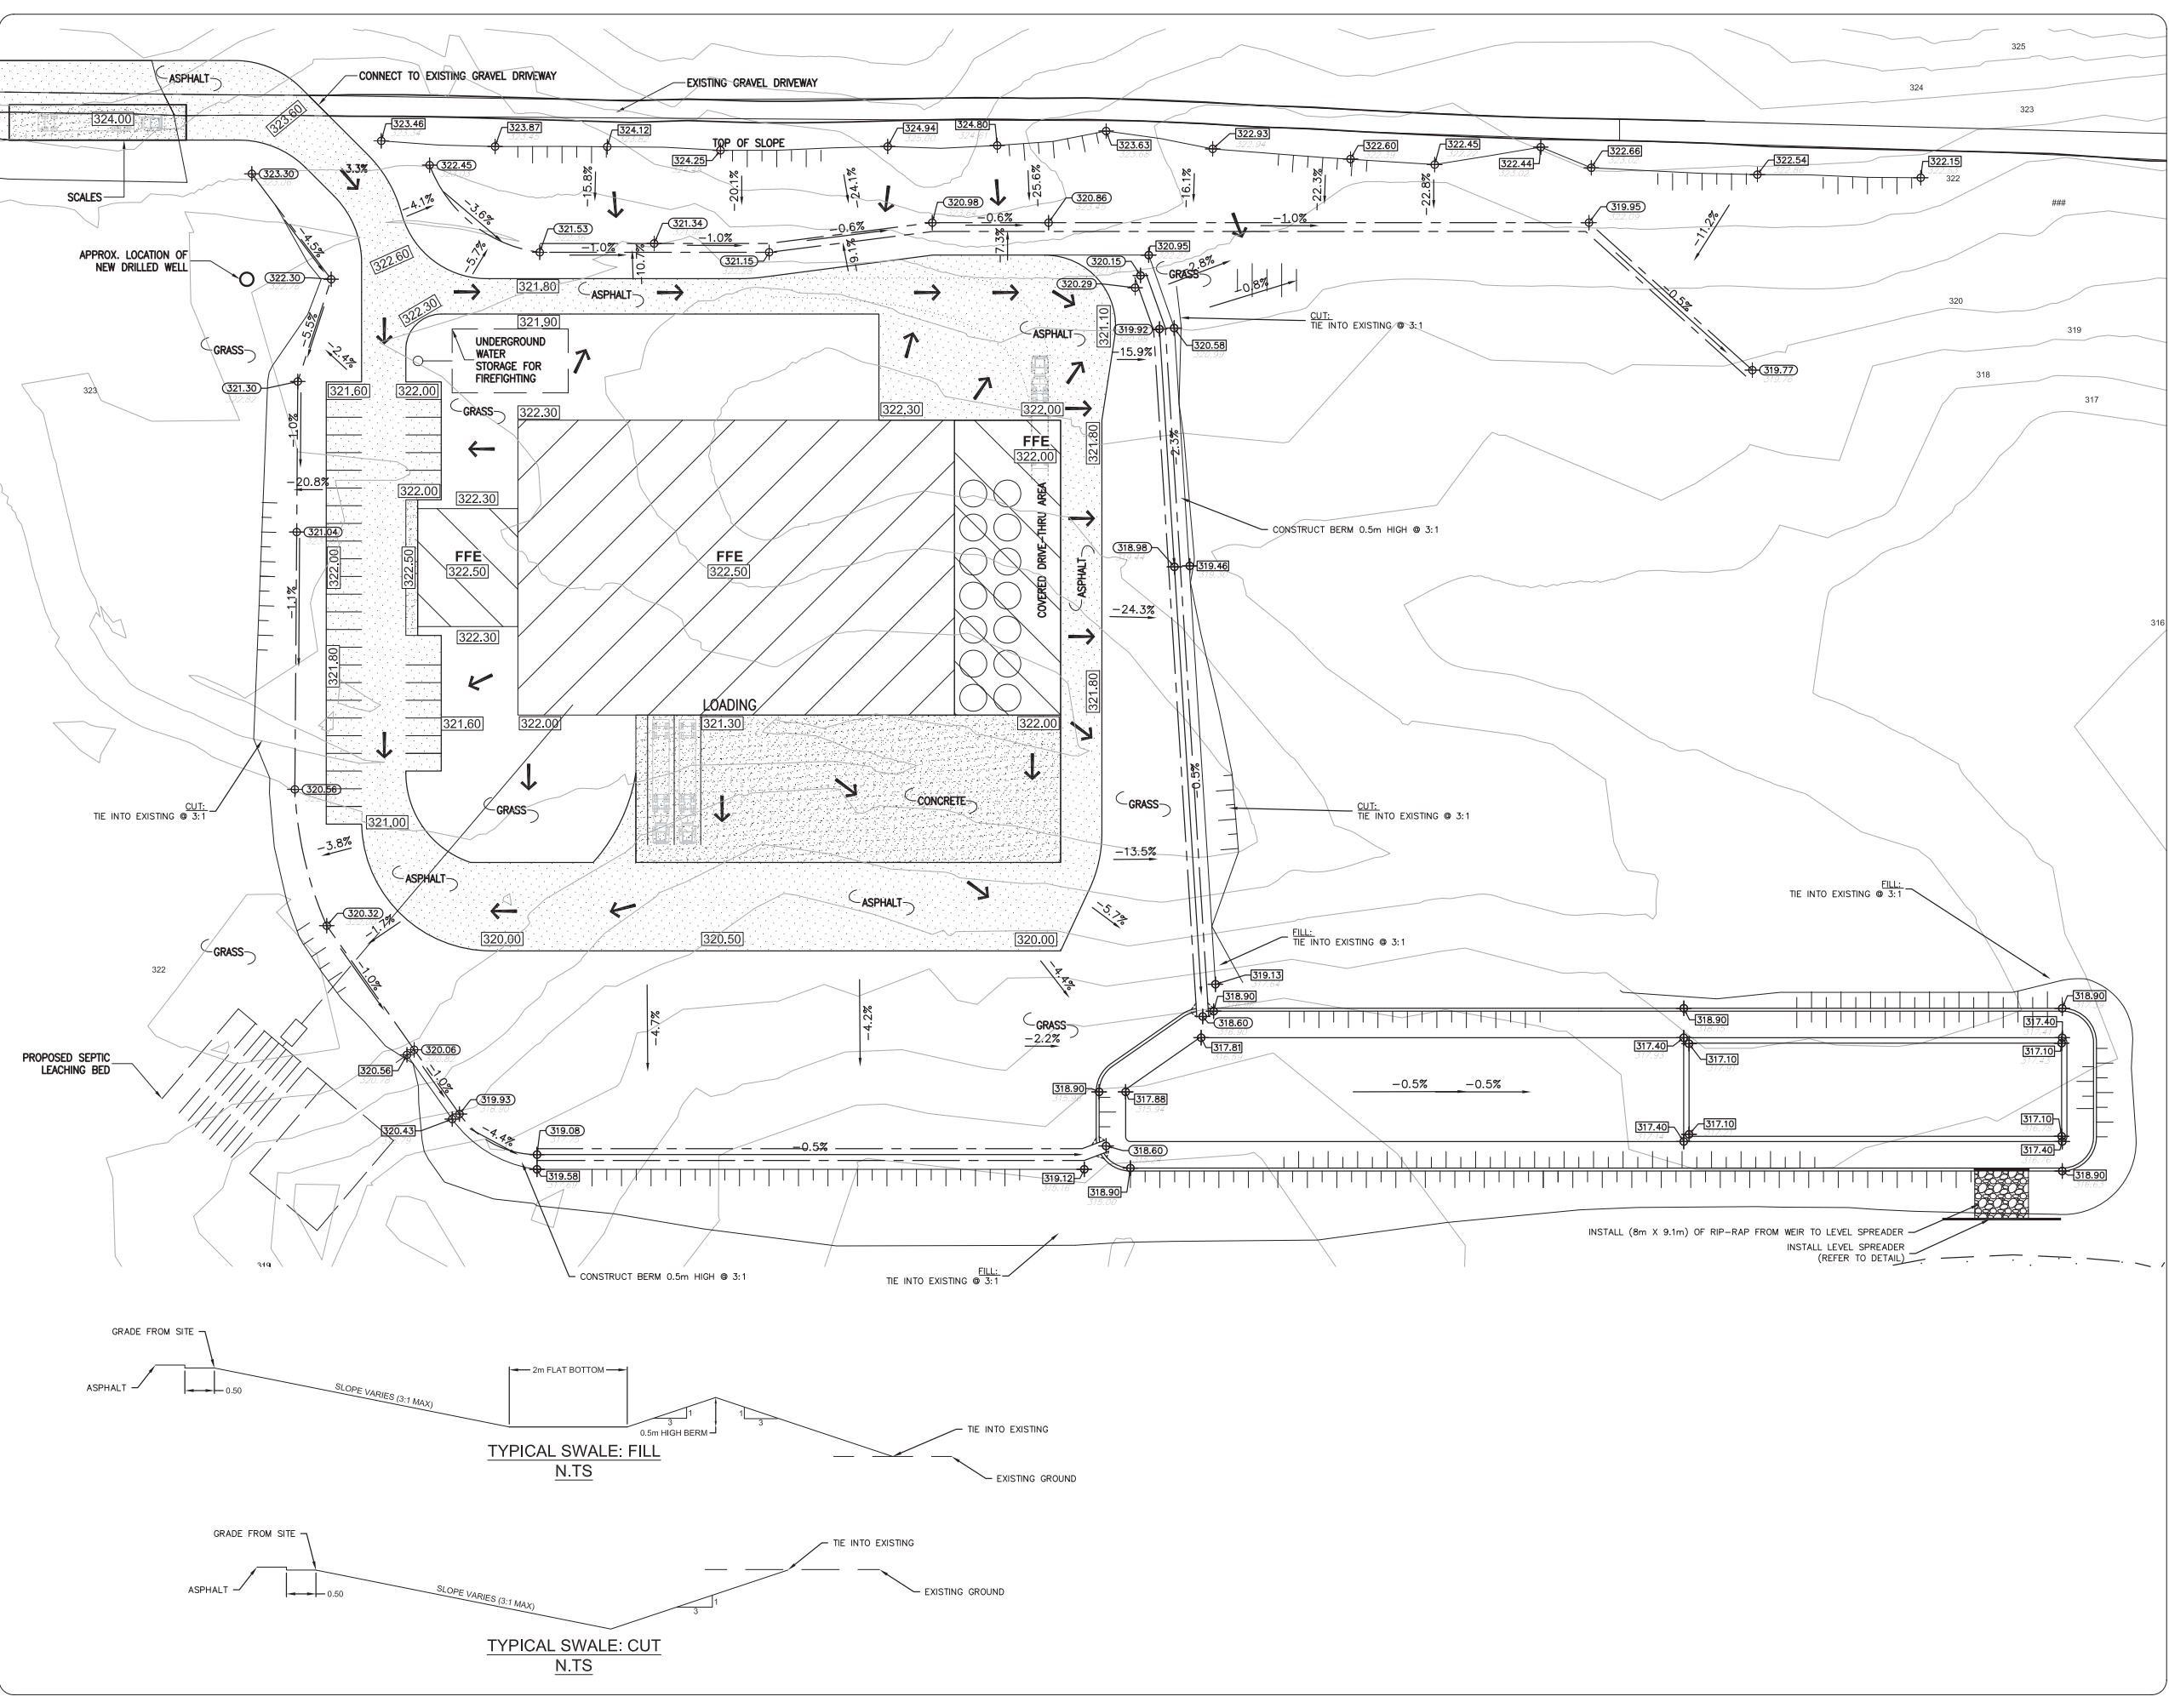 325
ASPHALT
CONNECT TO EXISTING GRAVEL DRIVEWAY
EXISTING GRAVEL DRIVEWAY
324
323
324.00
323.60
323.46
323.87
324.12
TOP OF SLOPE
324.25
324.94
324.80
323.63
322.93
322.60
322.45
322.44
322.66
322.54
322.15
322
SCALES
323.30
3.3%
322.45
-4.1%
-3.6%
-15.8%
-20.1%
-24.1%
-25.6%
-16.1%
-22.3%
-22.8%
-11.2%
###
-4.5%
-5.7%
321.53
321.34
320.98
320.86
319.95
-1.0%
-1.0%
-0.6%
-0.6%
-1.0%
-10.7%
321.15
-9.1%
-7.3%
APPROX. LOCATION OF
NEW DRILLED WELL
322.30
322.60
320.95
320.15
320.29
GRASS
-2.8%
-0.8%
-0.5%
320
321.80
ASPHALT
322.30
321.90
321.10
ASPHALT
319.92
320.58
CUT:
TIE INTO EXISTING @ 3:1
319
-5.5%
-2.4%
GRASS
UNDERGROUND
WATER
STORAGE FOR
FIREFIGHTING
-15.9%
319.77
318
317
323
321.30
321.60
322.00
GRASS
322.30
322.30
322.00
-1.0%
-20.8%
322.00
322.30
FFE
322.00
321.80
-2.3%
COVERED DRIVE-THRU AREA
CONSTRUCT BERM 0.5m HIGH @ 3:1
321.04
322.00
322.50
FFE
322.50
FFE
322.50
ASPHALT
318.98
319.46
-1.1%
-24.3%
316
322.30
321.80
321.80
321.60
322.00
LOADING
321.30
322.00
-0.5%
320.56
CUT:
TIE INTO EXISTING @ 3:1
GRASS
CONCRETE
GRASS
CUT:
TIE INTO EXISTING @ 3:1
321.00
-3.8%
-13.5%
ASPHALT
ASPHALT
FILL:
TIE INTO EXISTING @ 3:1
320.32
-1.7%
-5.7%
320.00
320.50
320.00
FILL:
TIE INTO EXISTING @ 3:1
GRASS
322
-1.0%
-4.4%
319.13
318.90
318.90
-4.7%
-4.2%
GRASS
-2.2%
318.60
317.81
318.90
317.40
317.40
317.10
317.10
PROPOSED SEPTIC
LEACHING BED
320.06
320.56
-1.0%
318.90
317.88
-0.5%
-0.5%
319.93
320.43
-4.4%
319.08
-0.5%
318.60
317.40
317.10
317.10
317.40
319.58
319.12
318.90
318.90
INSTALL (8m X 9.1m) OF RIP-RAP FROM WEIR TO LEVEL SPREADER
INSTALL LEVEL SPREADER
(REFER TO DETAIL)
319
CONSTRUCT BERM 0.5m HIGH @ 3:1
FILL:
TIE INTO EXISTING @ 3:1
GRADE FROM SITE
ASPHALT
0.50
SLOPE VARIES (3:1 MAX)
2m FLAT BOTTOM
1
3
1
3
0.5m HIGH BERM
TIE INTO EXISTING
EXISTING GROUND
TYPICAL SWALE: FILL
N.TS
GRADE FROM SITE
ASPHALT
0.50
SLOPE VARIES (3:1 MAX)
1
3
TIE INTO EXISTING
EXISTING GROUND
TYPICAL SWALE: CUT
N.TS